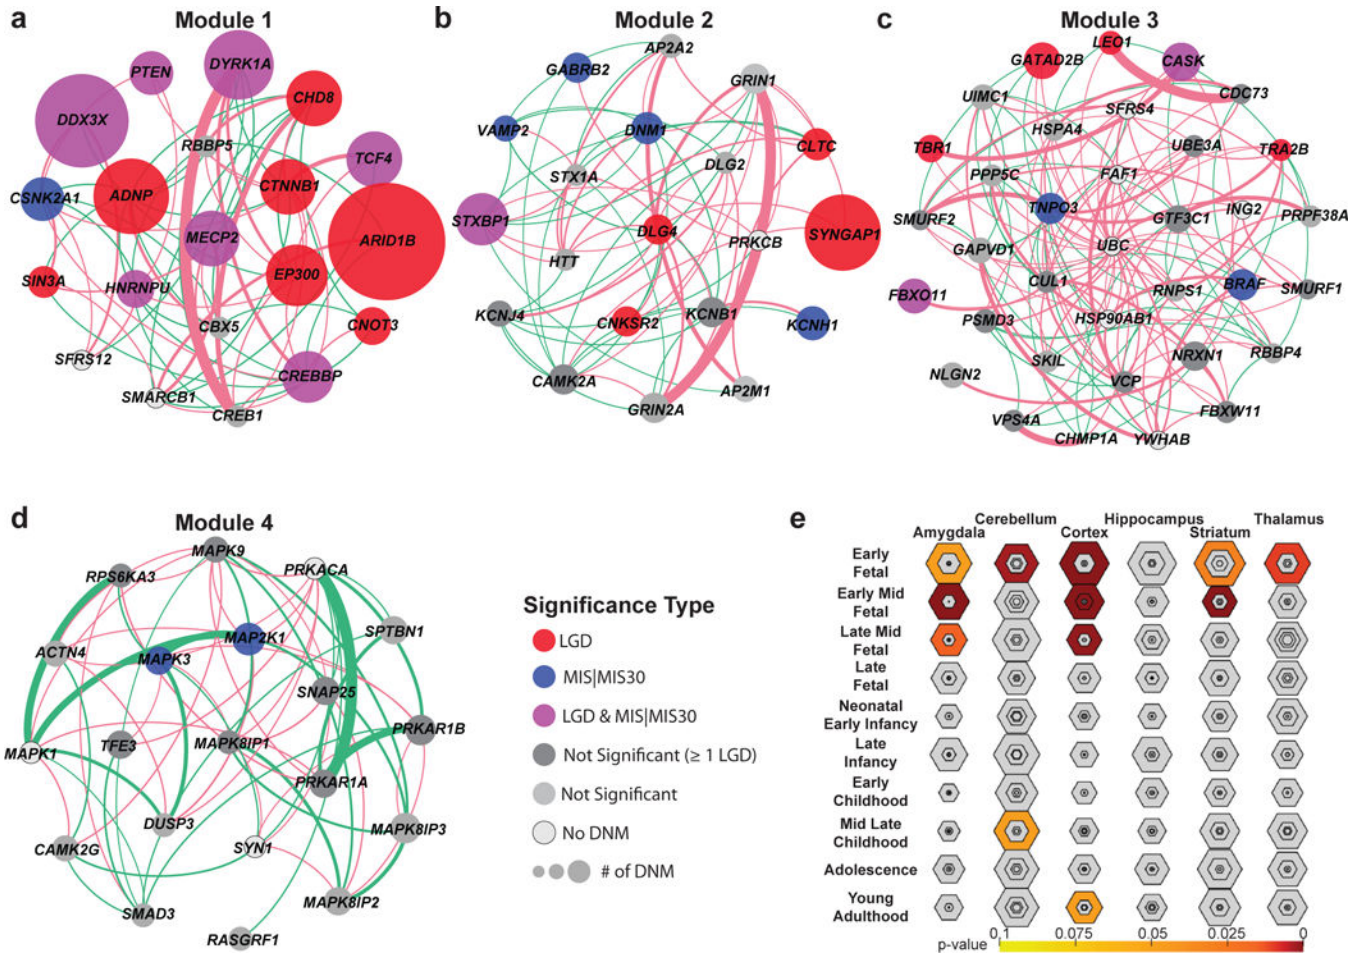 a
Module 1
PTEN
DYRK1A
CHD8
DDX3X
RBBP5
TCF4
CSNK2A1
ADNP
CTNNB1
MECP2
ARID1B
SIN3A
HNRNPU
EP300
CBX5
CNOT3
SFRS12
CREBBP
SMARCB1
CREB1
b
Module 2
AP2A2
GABRB2
GRIN1
VAMP2
DNM1
CLTC
DLG2
STX1A
STXBP1
DLG4
PRKCB
SYNGAP1
HTT
KCNJ4
CNKSR2
KCNB1
KCNH1
CAMK2A
AP2M1
GRIN2A
c
Module 3
LEO1
GATAD2B
CASK
UIMC1
SFRS4
CDC73
HSPA4
UBE3A
TBR1
TRA2B
PPP5C
FAF1
SMURF2
TNPO3
GTF3C1
ING2
PRPF38A
GAPVD1
UBC
FBXO11
CUL1
RNPS1
BRAF
SMURF1
PSMD3
HSP90AB1
SKIL
NRXN1
RBBP4
NLGN2
VCP
VPS4A
FBXW11
CHMP1A
YWHAB
d
Module 4
MAPK9
RPS6KA3
PRKACA
MAP2K1
SPTBN1
ACTN4
MAPK3
SNAP25
MAPK1
TFE3
MAPK8IP1
PRKAR1B
PRKAR1A
DUSP3
MAPK8IP3
CAMK2G
SYN1
SMAD3
MAPK8IP2
RASGRF1
Significance Type
LGD
MIS|MIS30
LGD & MIS|MIS30
Not Significant (≥ 1 LGD)
Not Significant
No DNM
# of DNM
e
Amygdala
Cerebellum
Cortex
Hippocampus
Striatum
Thalamus
Early
Fetal
Early Mid
Fetal
Late Mid
Fetal
Late
Fetal
Neonatal
Early Infancy
Late
Infancy
Early
Childhood
Mid Late
Childhood
Adolescence
Young
Adulthood
p-value
0.1
0.075
0.05
0.025
0